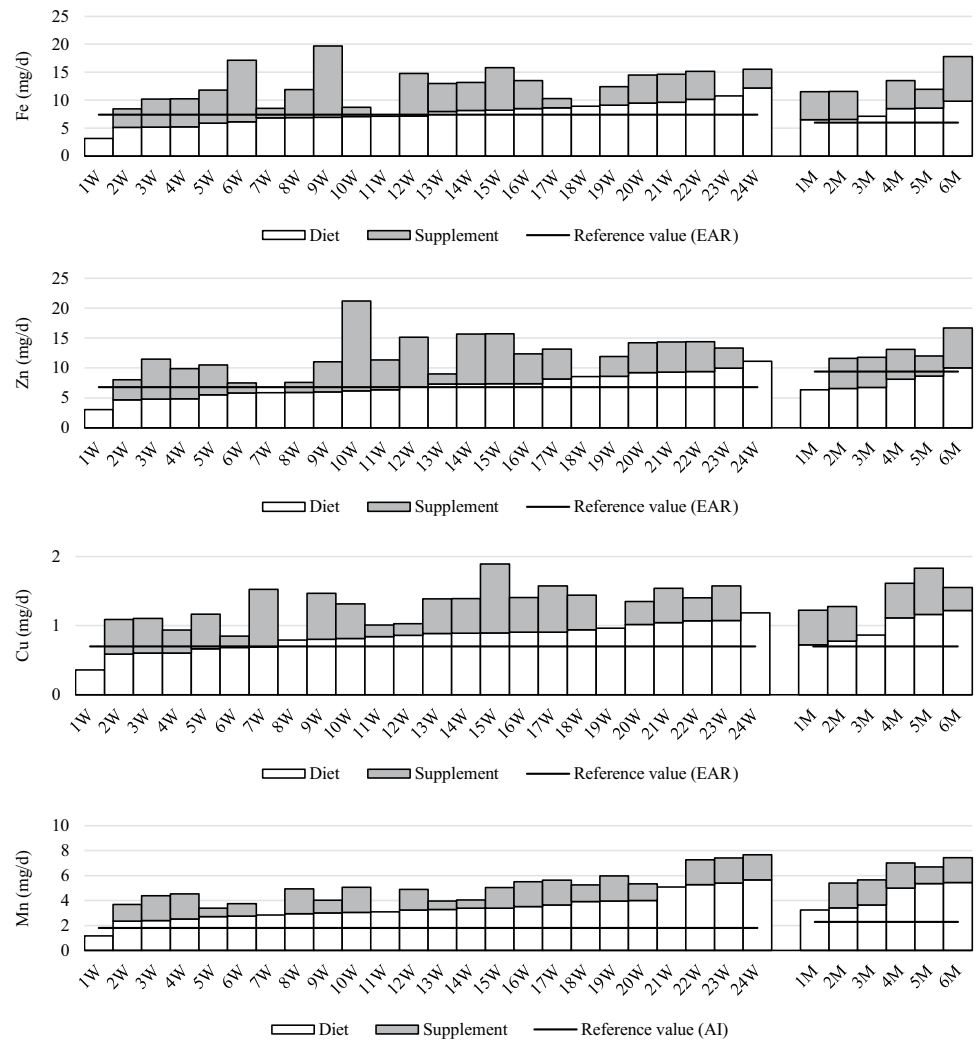 Fe (mg/d)
25
20
15
10
5
0
1W 2W 3W 4W 5W 6W 7W 8W 9W 10W 11W 12W 13W 14W 15W 16W 17W 18W 19W 20W 21W 22W 23W 24W 1M 2M 3M 4M 5M 6M
Diet Supplement Reference value (EAR)
Zn (mg/d)
25
20
15
10
5
0
1W 2W 3W 4W 5W 6W 7W 8W 9W 10W 11W 12W 13W 14W 15W 16W 17W 18W 19W 20W 21W 22W 23W 24W 1M 2M 3M 4M 5M 6M
Diet Supplement Reference value (EAR)
Cu (mg/d)
2
1
0
1W 2W 3W 4W 5W 6W 7W 8W 9W 10W 11W 12W 13W 14W 15W 16W 17W 18W 19W 20W 21W 22W 23W 24W 1M 2M 3M 4M 5M 6M
Diet Supplement Reference value (EAR)
Mn (mg/d)
10
8
6
4
2
0
1W 2W 3W 4W 5W 6W 7W 8W 9W 10W 11W 12W 13W 14W 15W 16W 17W 18W 19W 20W 21W 22W 23W 24W 1M 2M 3M 4M 5M 6M
Diet Supplement Reference value (AI)